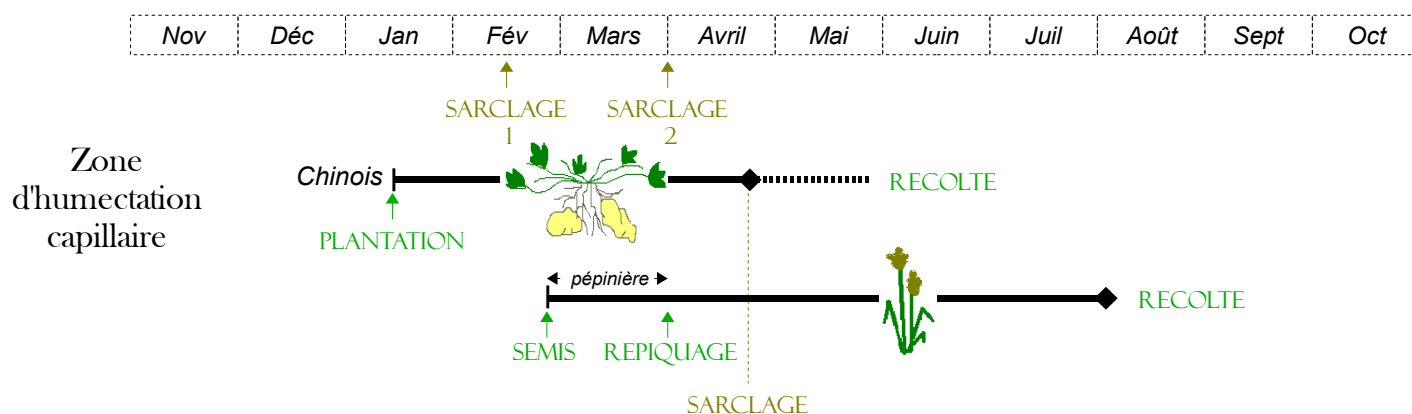 Nov Déc Jan Fév Mars Avril Mai Juin Juil Août Sept Oct
SARCLAGE 1
SARCLAGE 2
Zone
d'humectation
capillaire
Chinois
RECOLTE
PLANTATION
pépinière
RECOLTE
SEMIS
REPIQUAGE
SARCLAGE